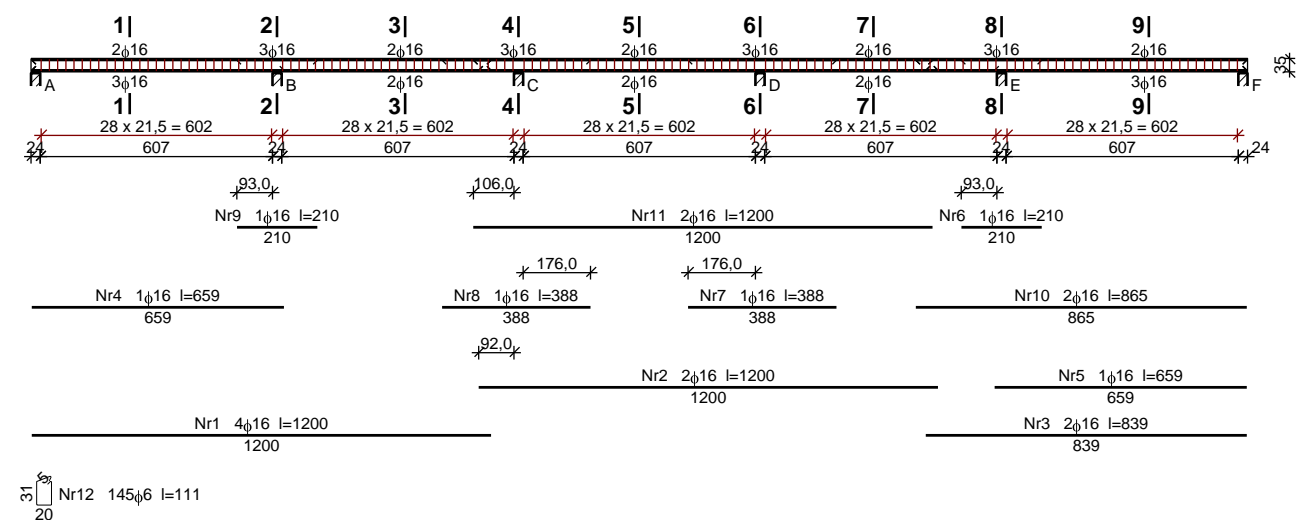 1 2 3 4 5 6 7 8 9
2ϕ16 3ϕ16 2ϕ16 3ϕ16 2ϕ16 3ϕ16 2ϕ16 3ϕ16 2ϕ16
35
A B C D E F
3ϕ16 2ϕ16 2ϕ16 2ϕ16 3ϕ16
1 2 3 4 5 6 7 8 9
28 x 21,5 = 602 28 x 21,5 = 602 28 x 21,5 = 602 28 x 21,5 = 602 28 x 21,5 = 602
24 607 24 607 24 607 24 607 24 607 24
93,0 106,0 93,0
Nr9 1ϕ16 l=210 Nr11 2ϕ16 l=1200 Nr6 1ϕ16 l=210
210 1200 210
176,0 176,0
Nr4 1ϕ16 l=659 Nr8 1ϕ16 l=388 Nr7 1ϕ16 l=388 Nr10 2ϕ16 l=865
659 388 388 865
92,0
Nr2 2ϕ16 l=1200 Nr5 1ϕ16 l=659
1200 659
Nr1 4ϕ16 l=1200 Nr3 2ϕ16 l=839
1200 839
31 Nr12 145ϕ6 l=111
20